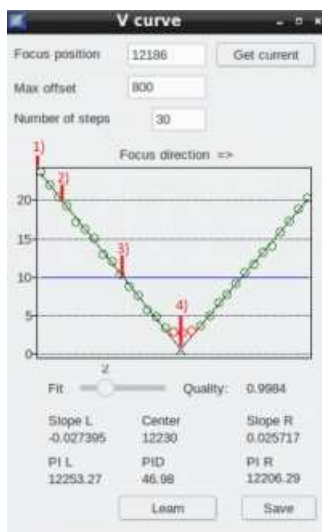 V curve
Focus position 12186 Get current
Max offset 800
Number of steps 30
1) Focus direction =>
2)
20
15
3)
10
4)
5
0
2
Fit Quality: 0.9984
Slope L Center Slope R
-0.027395 12230 0.025717
PI L PID PI R
12253.27 46.98 12206.29
Learn Save